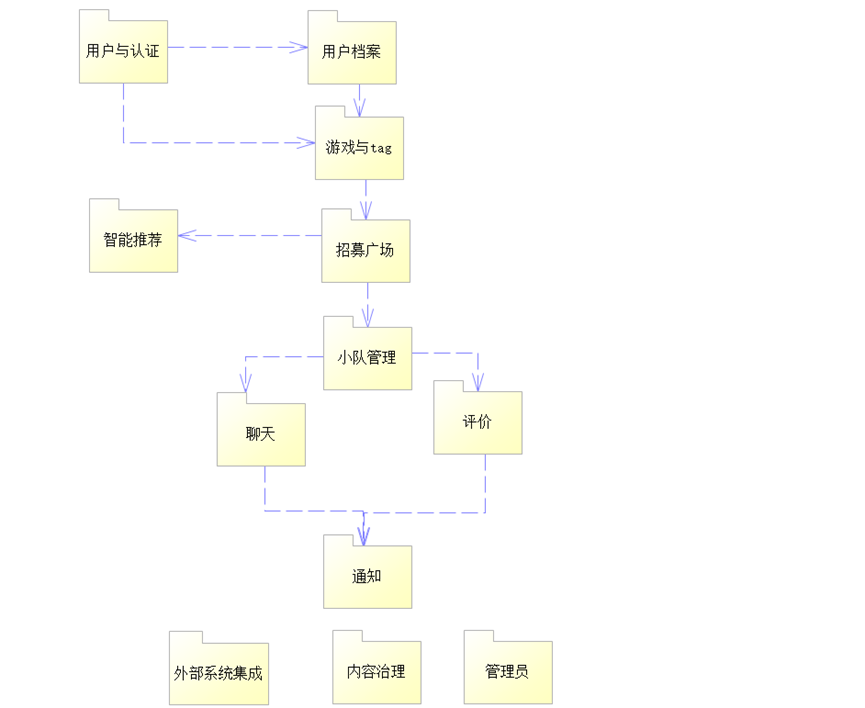 用户与认证
用户档案
游戏与tag
智能推荐
招募广场
小队管理
聊天
评价
通知
外部系统集成
内容治理
管理员